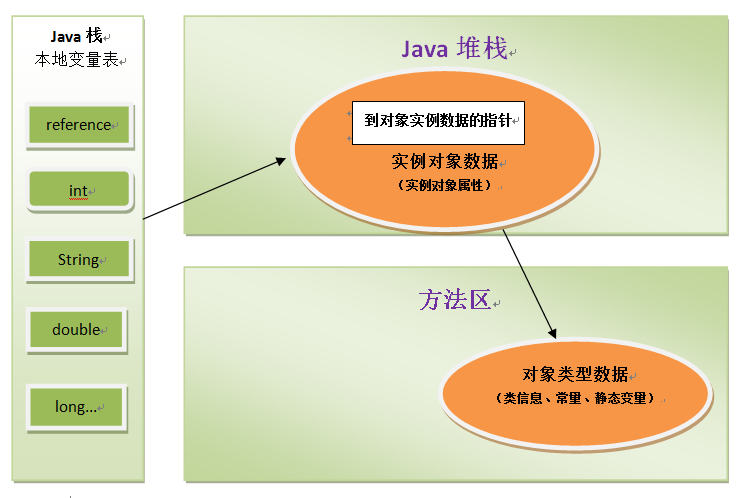 Java 栈
本地变量表
reference
int
String
double
long...
Java 堆栈
到对象实例数据的指针
实例对象数据
（实例对象属性）
方法区
对象类型数据
（类信息、常量、静态变量）